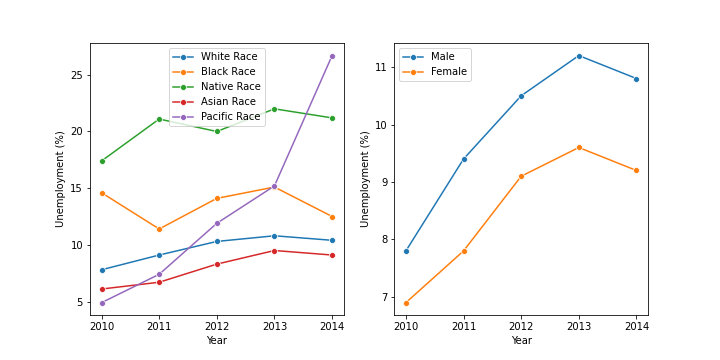 White Race
Black Race
Native Race
Asian Race
Pacific Race
Unemployment (%)
25
20
15
10
5
2010 2011 2012 2013 2014
Year
Male
Female
Unemployment (%)
11
10
9
8
7
2010 2011 2012 2013 2014
Year